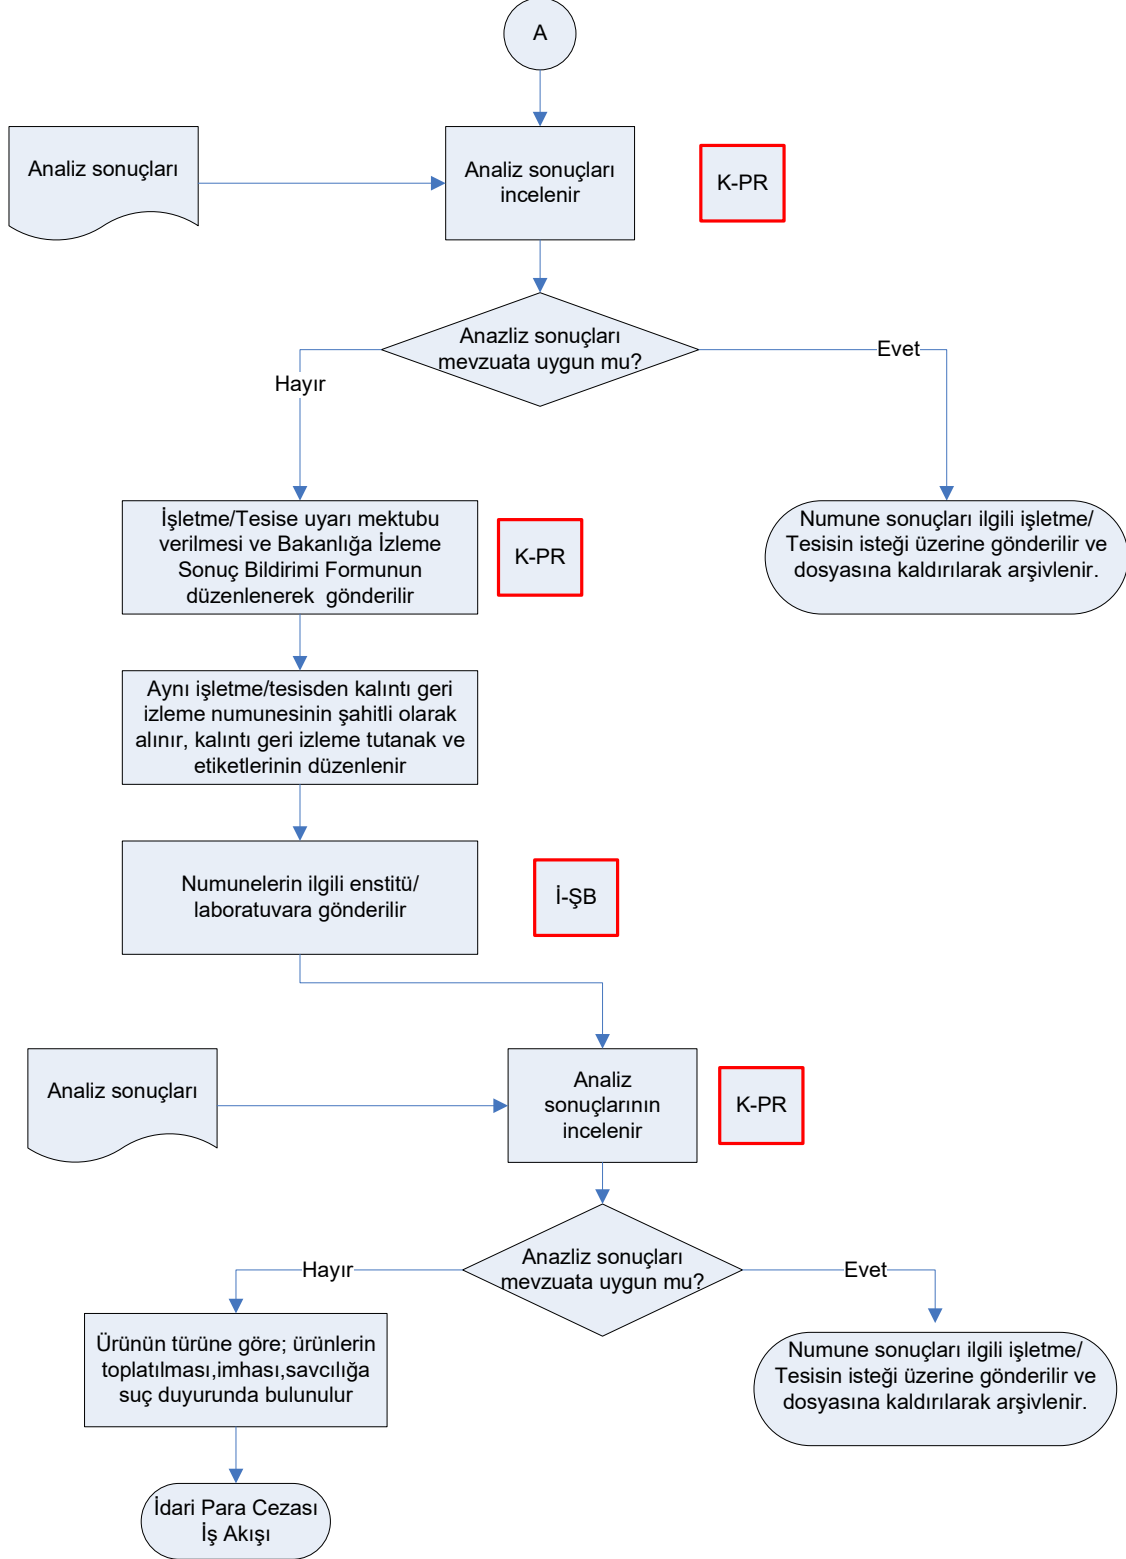 A
Analiz sonuçları
Analiz sonuçları
incelenir
K-PR
Anazliz sonuçları
mevzuata uygun mu?
Evet
Hayır
İşletme/Tesise uyarı mektubu
verilmesi ve Bakanlığa İzleme
Sonuç Bildirimi Formunun
düzenlenerek  gönderilir
K-PR
Numune sonuçları ilgili işletme/
Tesisin isteği üzerine gönderilir ve
dosyasına kaldırılarak arşivlenir.
Aynı işletme/tesisden kalıntı geri
izleme numunesinin şahitli olarak
alınır, kalıntı geri izleme tutanak ve
etiketlerinin düzenlenir
Numunelerin ilgili enstitü/
laboratuvara gönderilir
İ-ŞB
Analiz sonuçları
Analiz
sonuçlarının
incelenir
K-PR
Anazliz sonuçları
mevzuata uygun mu?
Hayır
Evet
Ürünün türüne göre; ürünlerin
toplatılması,imhası,savcılığa
suç duyurunda bulunulur
Numune sonuçları ilgili işletme/
Tesisin isteği üzerine gönderilir ve
dosyasına kaldırılarak arşivlenir.
İdari Para Cezası
İş Akışı